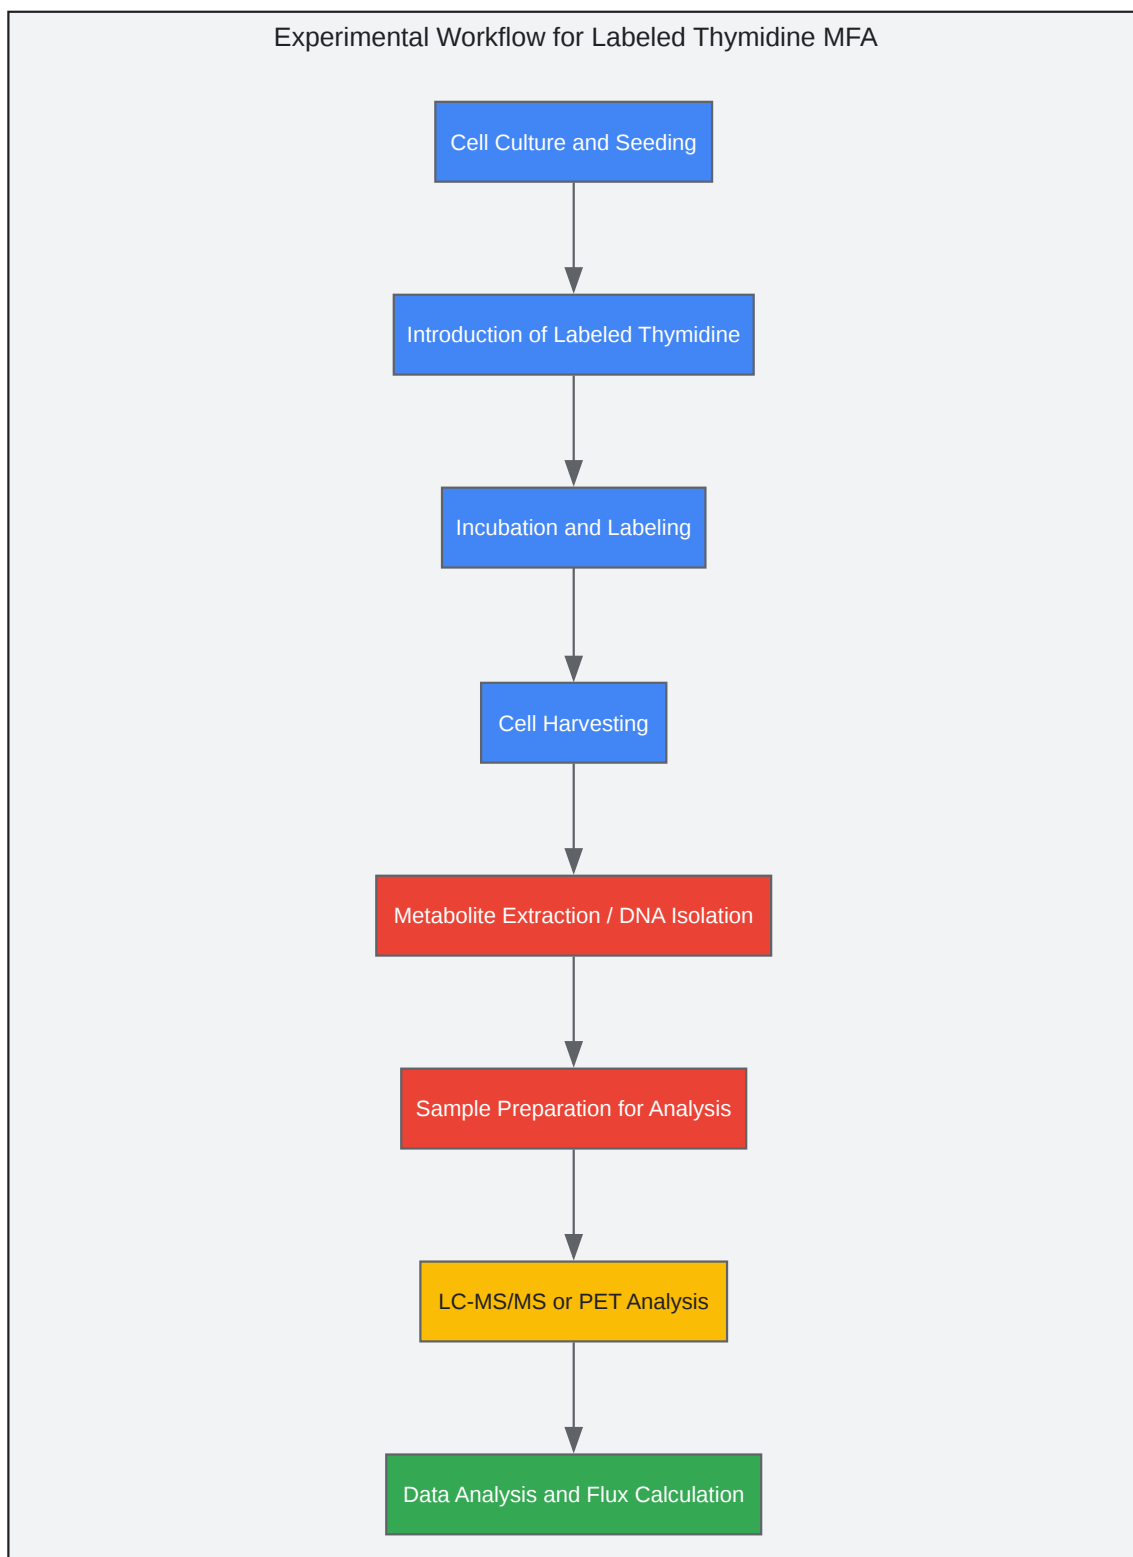 Experimental Workflow for Labeled Thymidine MFA
Cell Culture and Seeding
Introduction of Labeled Thymidine
Incubation and Labeling
Cell Harvesting
Metabolite Extraction / DNA Isolation
Sample Preparation for Analysis
LC-MS/MS or PET Analysis
Data Analysis and Flux Calculation